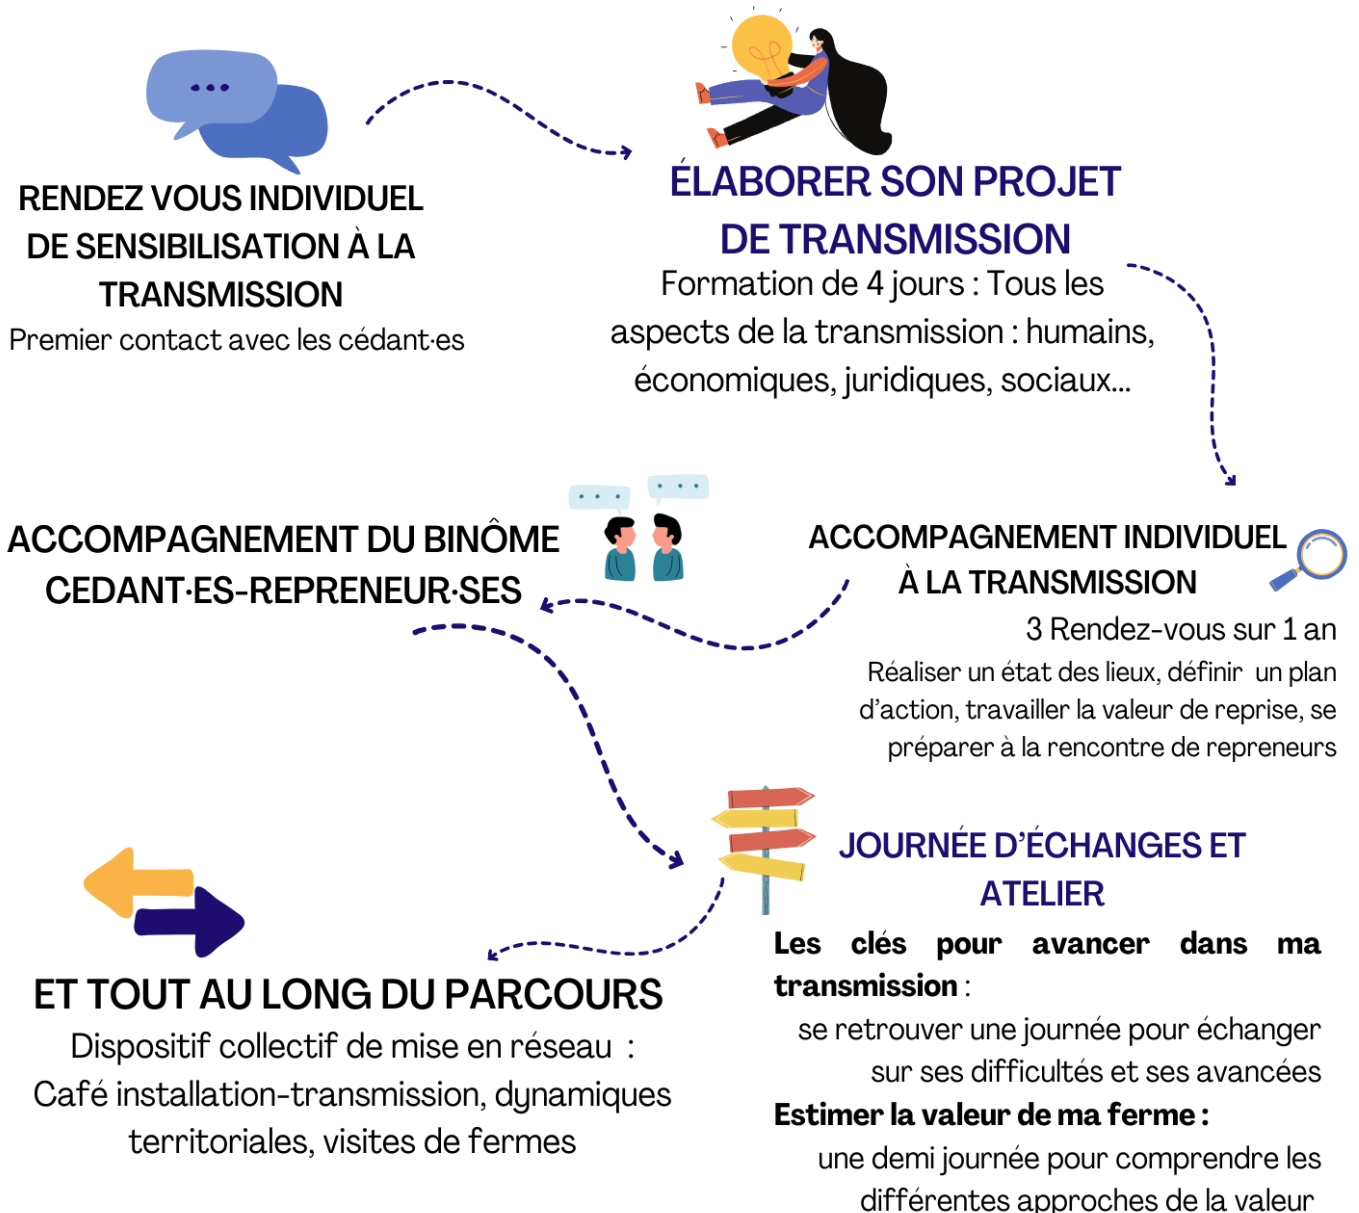 RENDEZ VOUS INDIVIDUEL
DE SENSIBILISATION À LA
TRANSMISSION
Premier contact avec les cédant·es
ÉLABORER SON PROJET
DE TRANSMISSION
Formation de 4 jours : Tous les
aspects de la transmission : humains,
économiques, juridiques, sociaux...
ACCOMPAGNEMENT INDIVIDUEL
À LA TRANSMISSION
3 Rendez-vous sur 1 an
Réaliser un état des lieux, définir un plan
d'action, travailler la valeur de reprise, se
préparer à la rencontre de repreneurs
ACCOMPAGNEMENT DU BINÔME
CEDANT·ES-REPRENEUR·SES
JOURNÉE D'ÉCHANGES ET
ATELIER
Les clés pour avancer dans ma
transmission :
se retrouver une journée pour échanger
sur ses difficultés et ses avancées
Estimer la valeur de ma ferme :
une demi journée pour comprendre les
différentes approches de la valeur
ET TOUT AU LONG DU PARCOURS
Dispositif collectif de mise en réseau :
Café installation-transmission, dynamiques
territoriales, visites de fermes